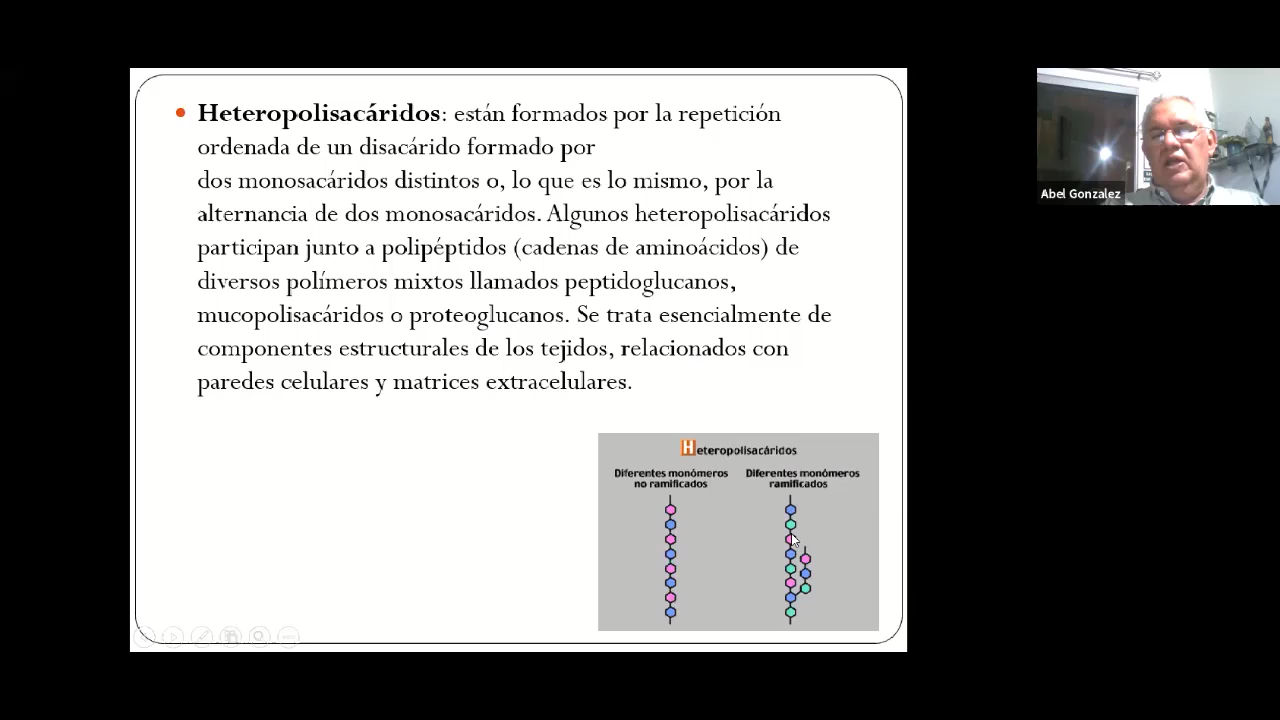 Heteropolisacáridos: están formados por la repetición
ordenada de un disacárido formado por
dos monosacáridos distintos o, lo que es lo mismo, por la
alternancia de dos monosacáridos. Algunos heteropolisacáridos
participan junto a polipéptidos (cadenas de aminoácidos) de
diversos polímeros mixtos llamados peptidoglucanos,
mucopolisacáridos o proteoglucanos. Se trata esencialmente de
componentes estructurales de los tejidos, relacionados con
paredes celulares y matrices extracelulares.
Heteropolisacáridos
Diferentes monómeros
no ramificados
Diferentes monómeros
ramificados
Abel Gonzalez